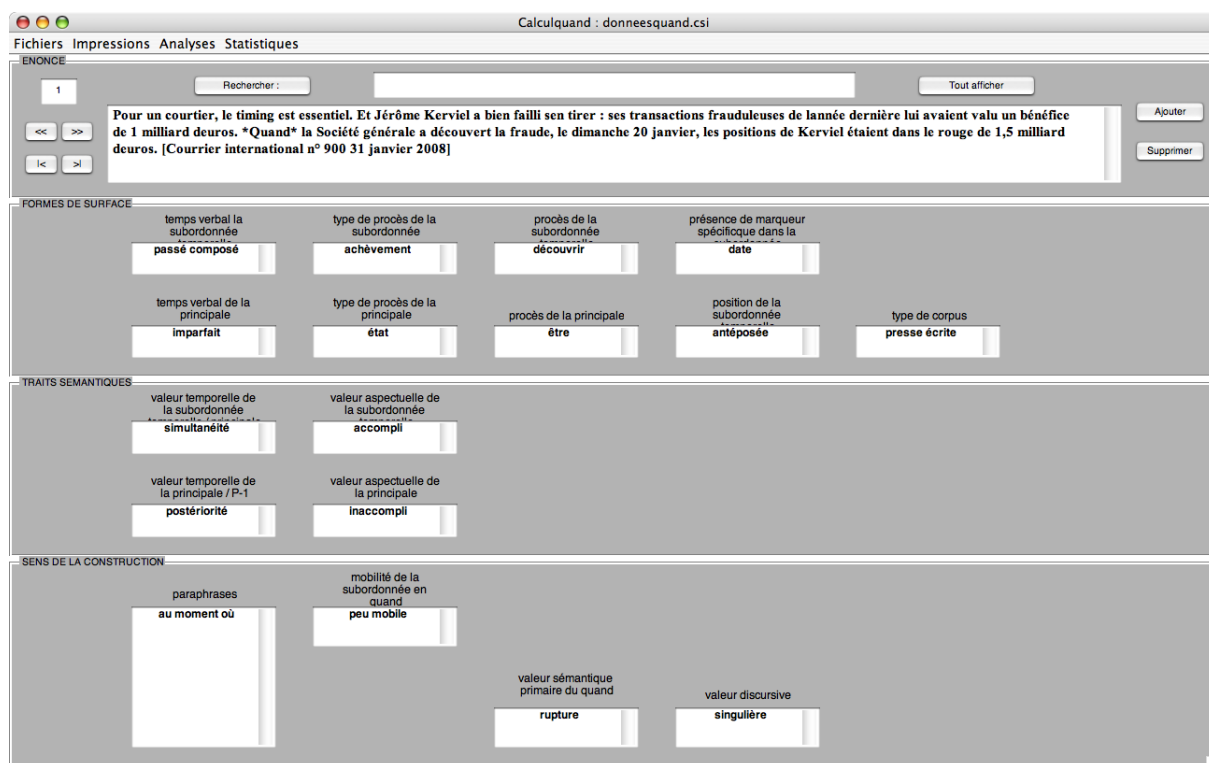 Calculquand : donneesquand.csi
Fichiers Impressions Analyses Statistiques
ENONCE
1
Rechercher :
Tout afficher
Pour un courtier, le timing est essentiel. Et Jérôme Kerviel a bien failli sen tirer : ses transactions frauduleuses de lannée dernière lui avaient valu un bénéfice
de 1 milliard deuros. *Quand* la Société générale a découvert la fraude, le dimanche 20 janvier, les positions de Kerviel étaient dans le rouge de 1,5 milliard
deuros. [Courrier international n° 900 31 janvier 2008]
Ajouter
<< >>
Supprimer
|< >|
FORMES DE SURFACE
temps verbal la
subordonnée
temporelle
passé composé
type de procès de la
subordonnée
achèvement
procès de la
subordonnée
temporelle
découvrir
présence de marqueur
spécificque dans la
subordonnée
date
temps verbal de la
principale
imparfait
type de procès de la
principale
état
procès de la principale
être
position de la
subordonnée
temporelle
antéposée
type de corpus
presse écrite
TRAITS SEMANTIQUES
valeur temporelle de
la subordonnée
temporelle / principale
simultanéité
valeur aspectuelle de
la subordonnée
temporelle
accompli
valeur temporelle de
la principale / P-1
postériorité
valeur aspectuelle de
la principale
inaccompli
SENS DE LA CONSTRUCTION
paraphrases
au moment où
mobilité de la
subordonnée en
quand
peu mobile
valeur sémantique
primaire du quand
rupture
valeur discursive
singulière